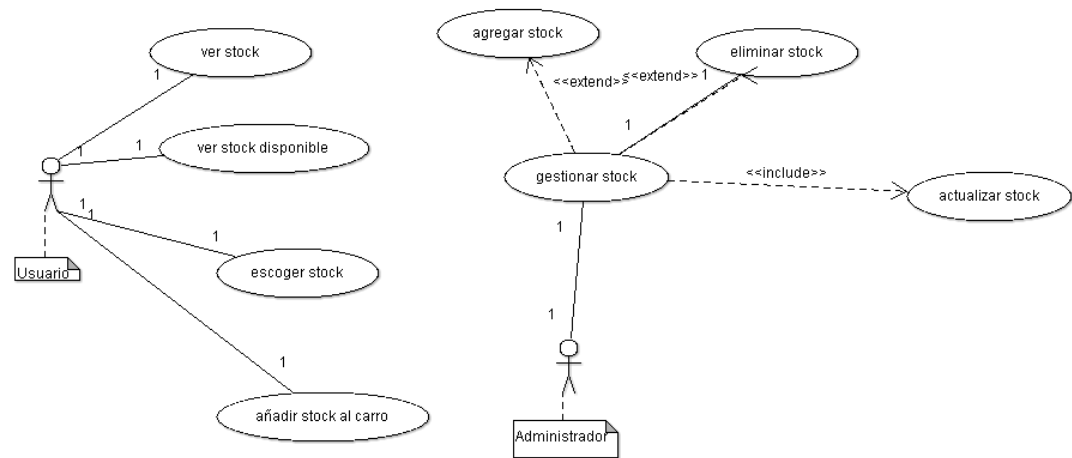 ver stock
1
1
ver stock disponible
1
1
1
1
escoger stock
Usuario
1
añadir stock al carro
agregar stock
eliminar stock
<<extend>>
<<extend>>
1
1
gestionar stock
<<include>>
actualizar stock
1
1
Administrador